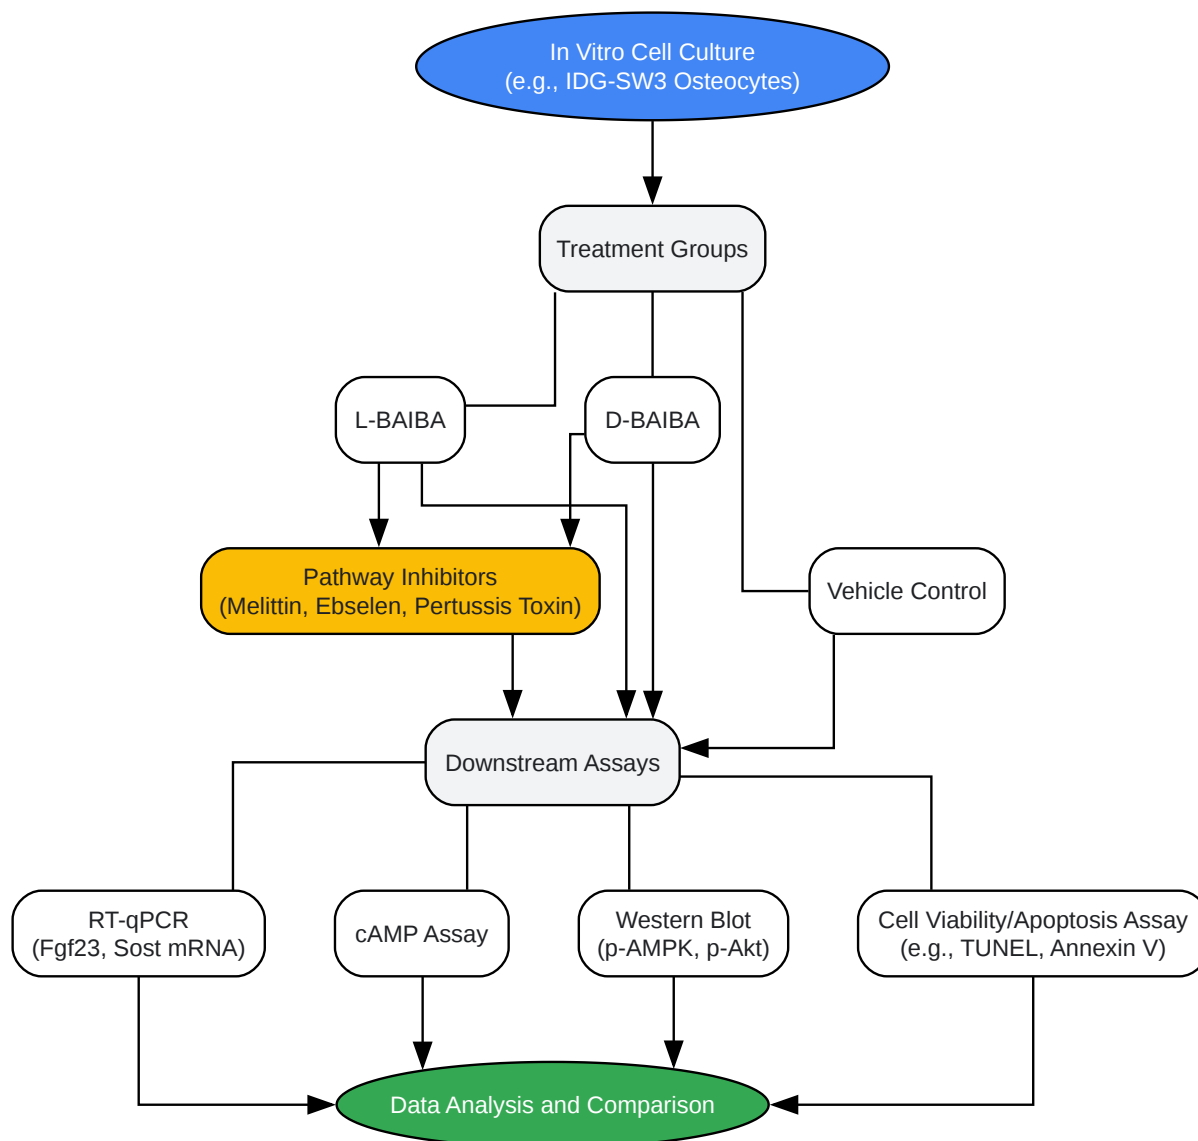 In Vitro Cell Culture
(e.g., IDG-SW3 Osteocytes)
Treatment Groups
L-BAIBA
D-BAIBA
Pathway Inhibitors
(Melittin, Ebselen, Pertussis Toxin)
Vehicle Control
Downstream Assays
RT-qPCR
(Fgf23, Sost mRNA)
cAMP Assay
Western Blot
(p-AMPK, p-Akt)
Cell Viability/Apoptosis Assay
(e.g., TUNEL, Annexin V)
Data Analysis and Comparison